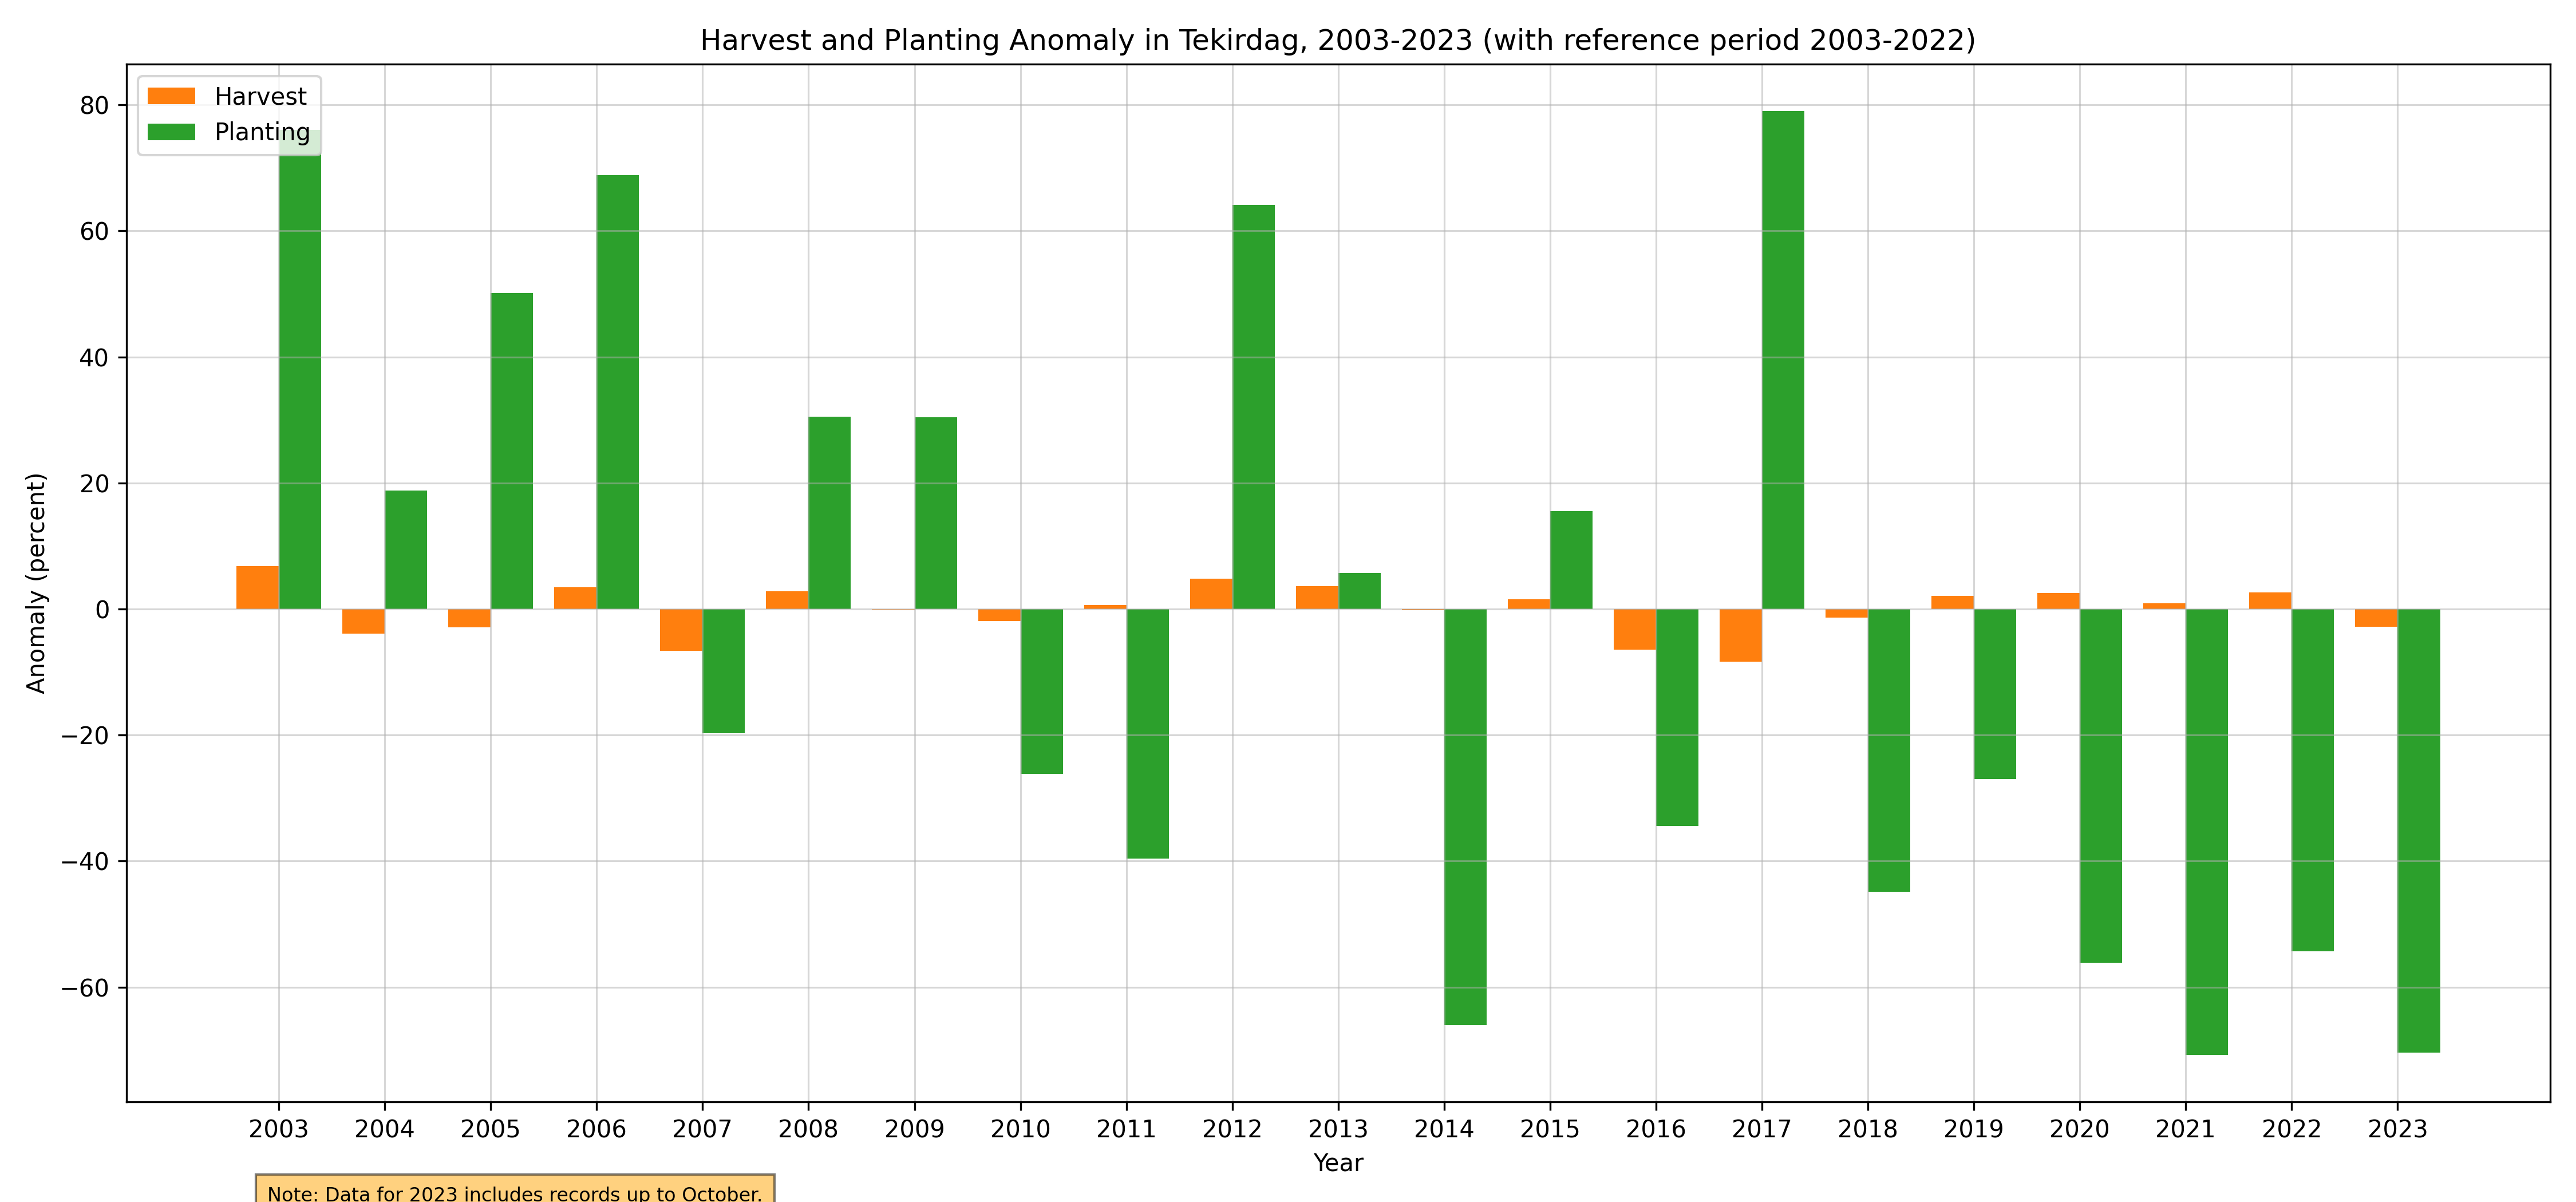 Harvest and Planting Anomaly in Tekirdag, 2003-2023 (with reference period 2003-2022)
Harvest
Planting
80
60
40
20
0
−20
−40
−60
Anomaly (percent)
2003 2004 2005 2006 2007 2008 2009 2010 2011 2012 2013 2014 2015 2016 2017 2018 2019 2020 2021 2022 2023
Year
Note: Data for 2023 includes records up to October.